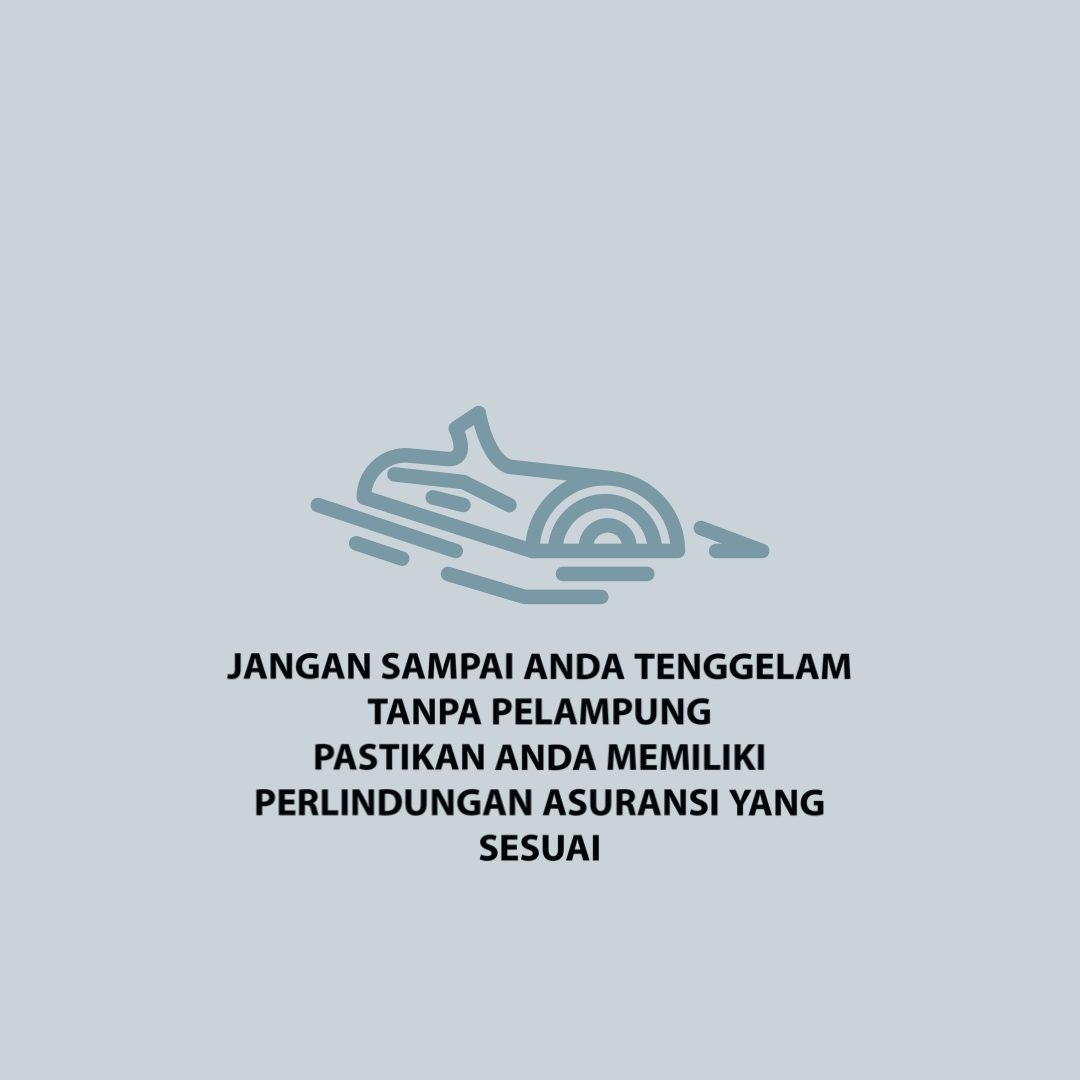 JANGAN SAMPAI ANDA TENGGELAM
TANPA PELAMPUNG
PASTIKAN ANDA MEMILIKI
PERLINDUNGAN ASURANSI YANG
SESUAI